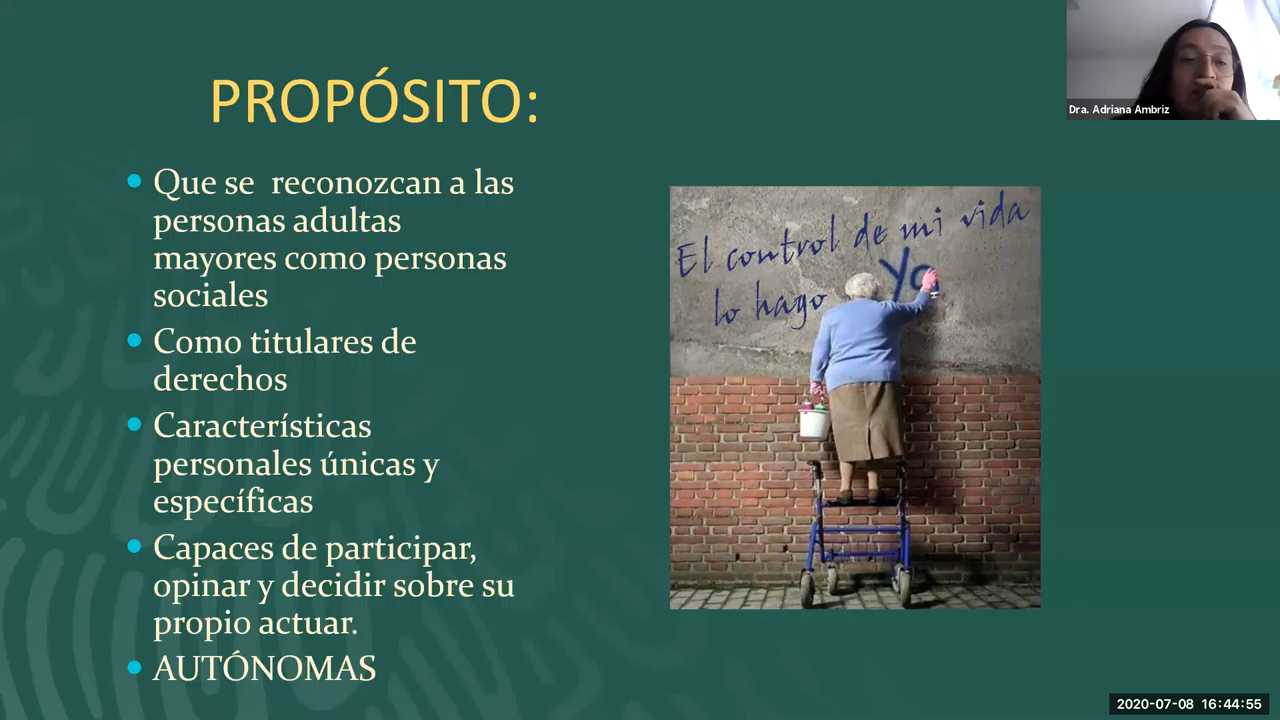 PROPÓSITO:
Que se  reconozcan a las
personas adultas
mayores como personas
sociales
Como titulares de
derechos
Características
personales únicas y
específicas
Capaces de participar,
opinar y decidir sobre su
propio actuar.
AUTÓNOMAS
El control de mi vida
lo hago Yo
Dra. Adriana Ambriz
2020-07-08 16:44:55